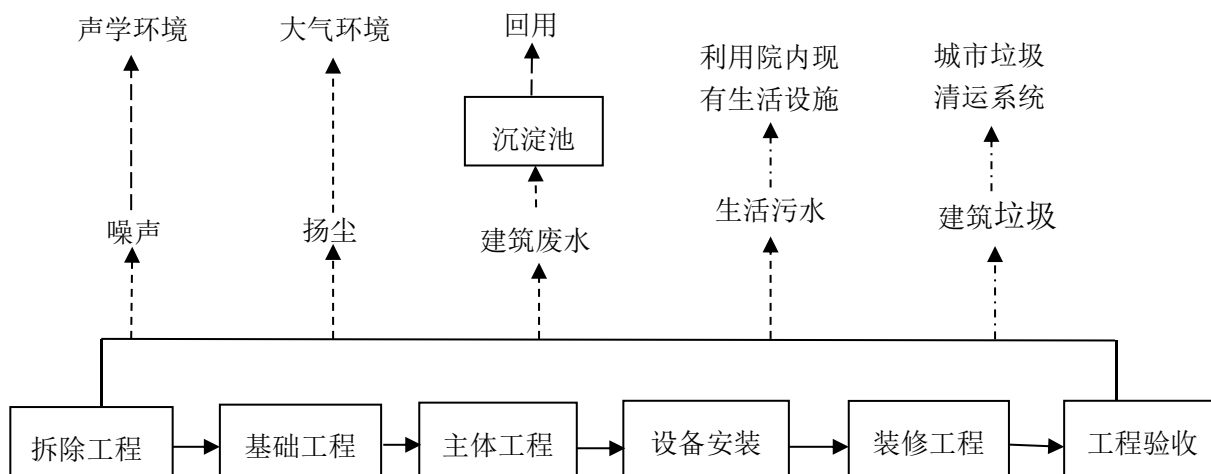 声学环境
大气环境
回用
利用院内现
有生活设施
城市垃圾
清运系统
沉淀池
噪声
扬尘
建筑废水
生活污水
建筑垃圾
拆除工程
基础工程
主体工程
设备安装
装修工程
工程验收